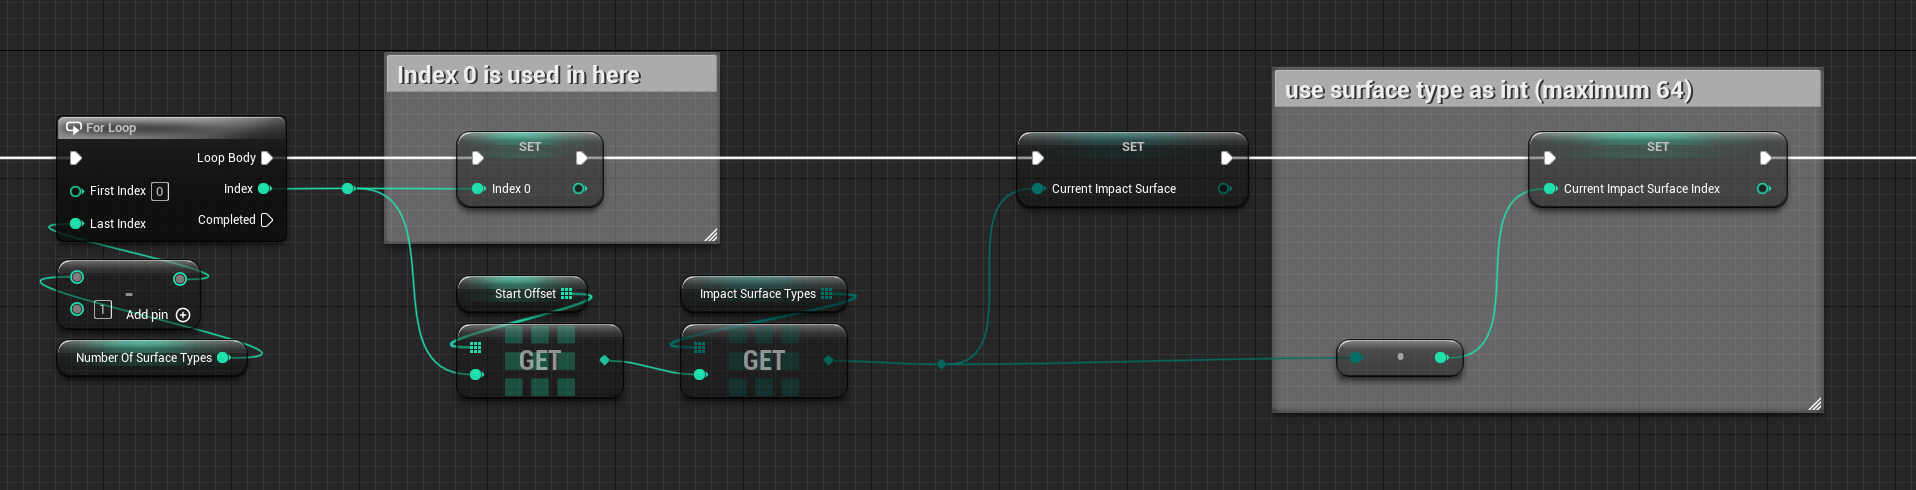 Index 0 is used in here
use surface type as int (maximum 64)
For Loop
Loop Body
First Index 0
Index
Last Index
Completed
SET
Index 0
SET
Current Impact Surface
SET
Current Impact Surface Index
-
1
Add pin
Number Of Surface Types
Start Offset
GET
Impact Surface Types
GET